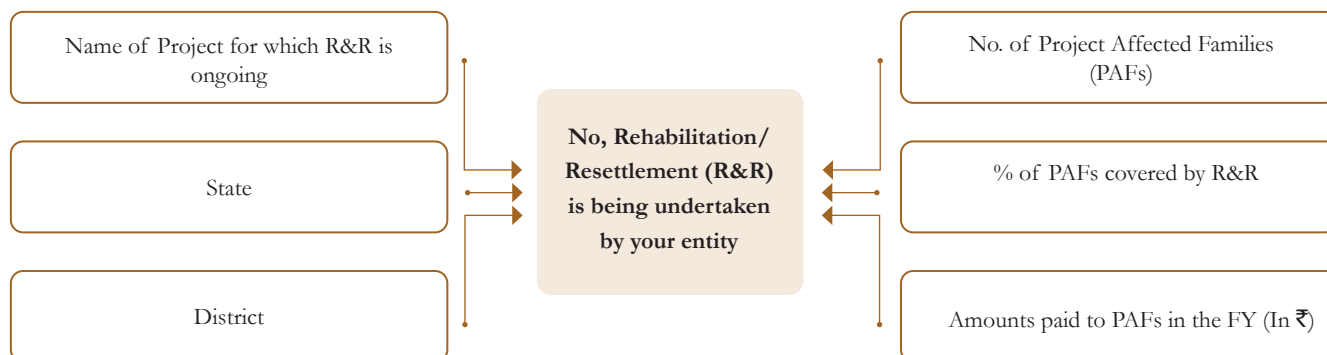 Name of Project for which R&R is
ongoing
State
District
No, Rehabilitation/
Resettlement (R&R)
is being undertaken
by your entity
No. of Project Affected Families
(PAFs)
% of PAFs covered by R&R
Amounts paid to PAFs in the FY (In ₹)